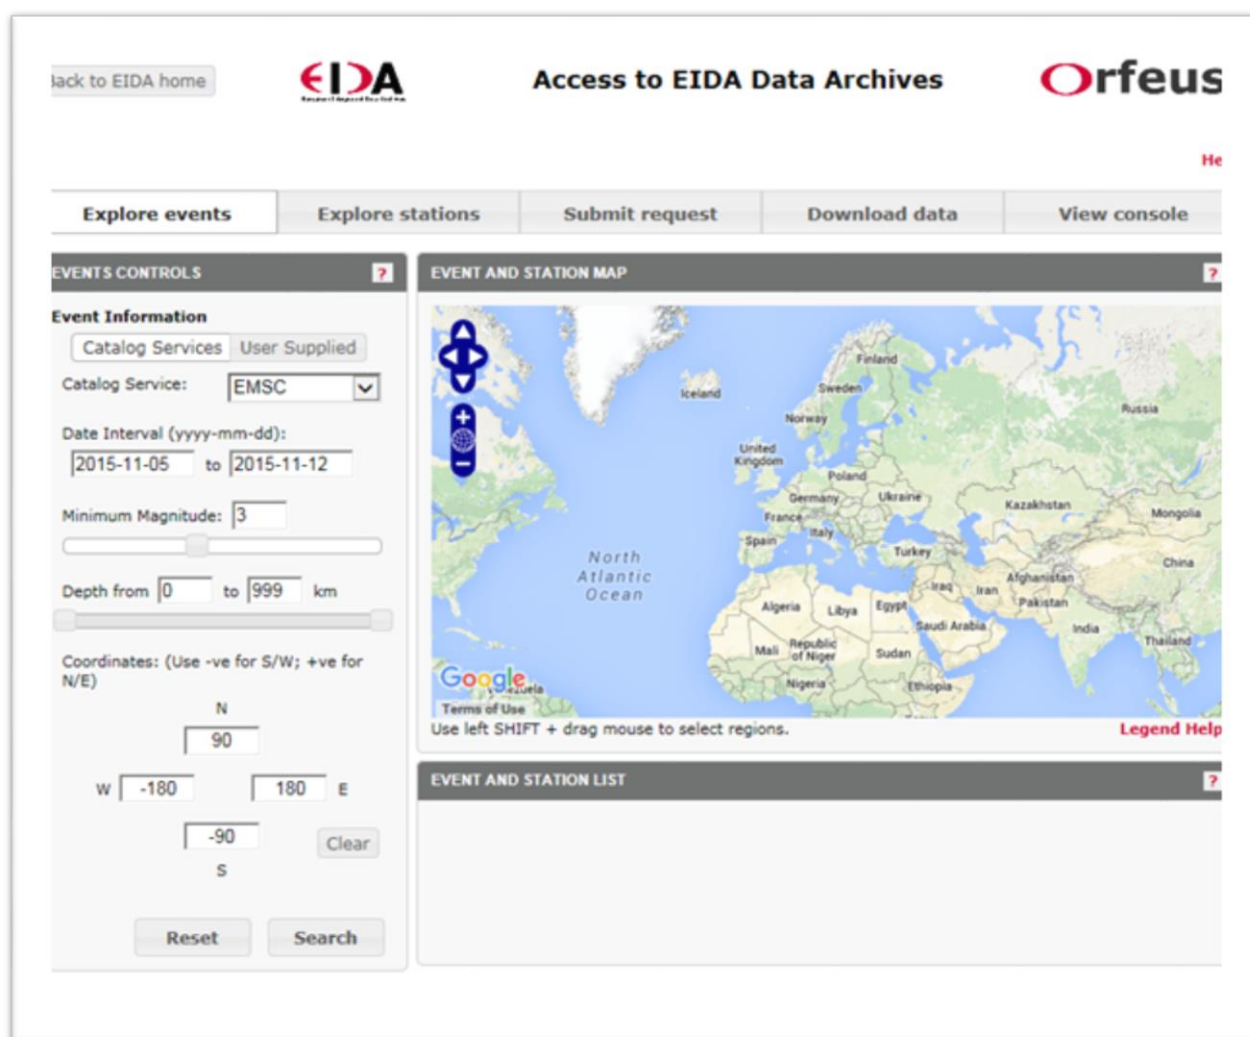 Back to EIDA home
EIDA
Access to EIDA Data Archives
Orfeus
He
Explore events
Explore stations
Submit request
Download data
View console
EVENTS CONTROLS
?
EVENT AND STATION MAP
?
Event Information
Catalog Services
User Supplied
Catalog Service:
EMSC
Date Interval (yyyy-mm-dd):
2015-11-05 to 2015-11-12
Minimum Magnitude: 3
Depth from 0 to 999 km
Coordinates: (Use -ve for S/W; +ve for
N/E)
N
90
W -180 180 E
-90
S
Clear
Reset
Search
Finland
Iceland
Sweden
Norway
Russia
United
Kingdom
Poland
Germany
Ukraine
Kazakhstan
Mongolia
France
Italy
Spain
Turkey
China
North
Atlantic
Ocean
Iraq
Iran
Afghanistan
Pakistan
Algeria
Libya
Egypt
Saudi Arabia
India
Thailand
Mali
Republic
of Niger
Sudan
Nigeria
Ethiopia
Google
Terms of Use
Use left SHIFT + drag mouse to select regions.
Legend Help
EVENT AND STATION LIST
?